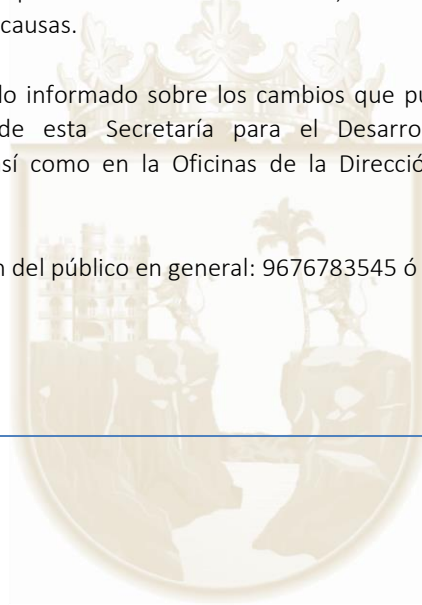 causas.
lo informado sobre los cambios que pu
de esta Secretaría para el Desarro
sí como en la Oficinas de la Direcció
n del público en general: 9676783545 ó